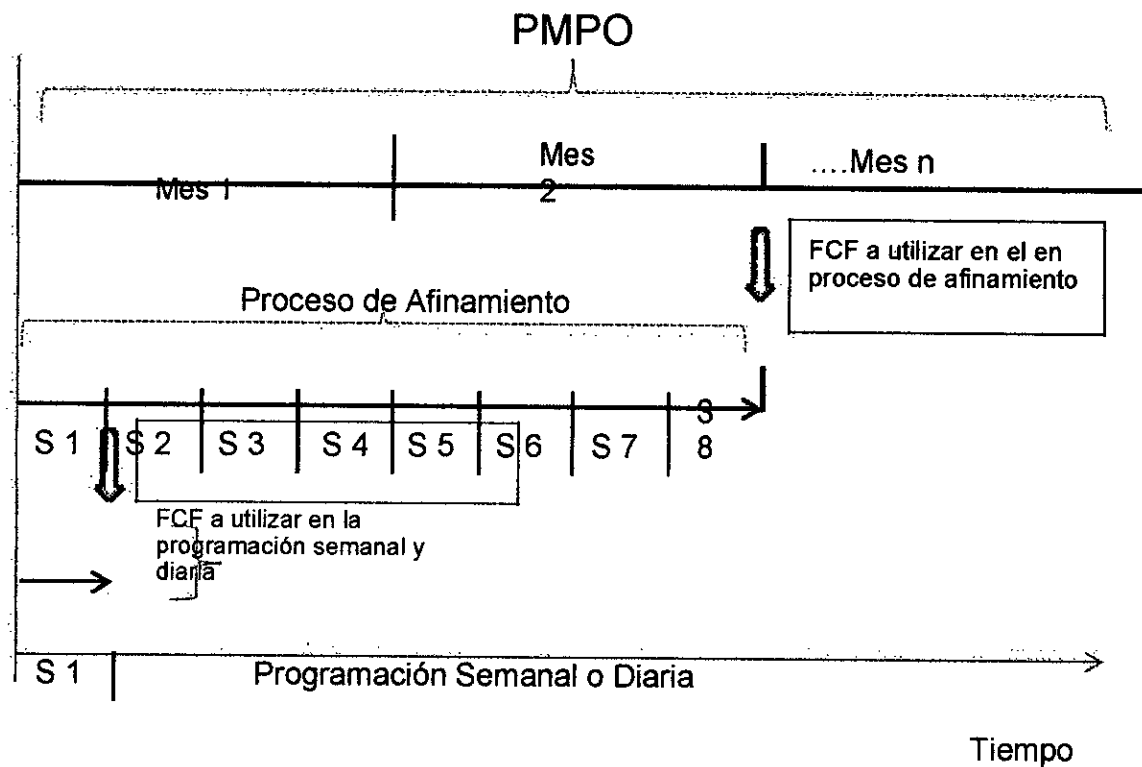 PMPO
Mes 1
Mes
2
....Mes n
FCF a utilizar en el en
proceso de afinamiento
Proceso de Afinamiento
S 1
S 2
S 3
S 4
S 5
S 6
S 7
S
8
FCF a utilizar en la
programación semanal y
diaria
S 1
Programación Semanal o Diaria
Tiempo